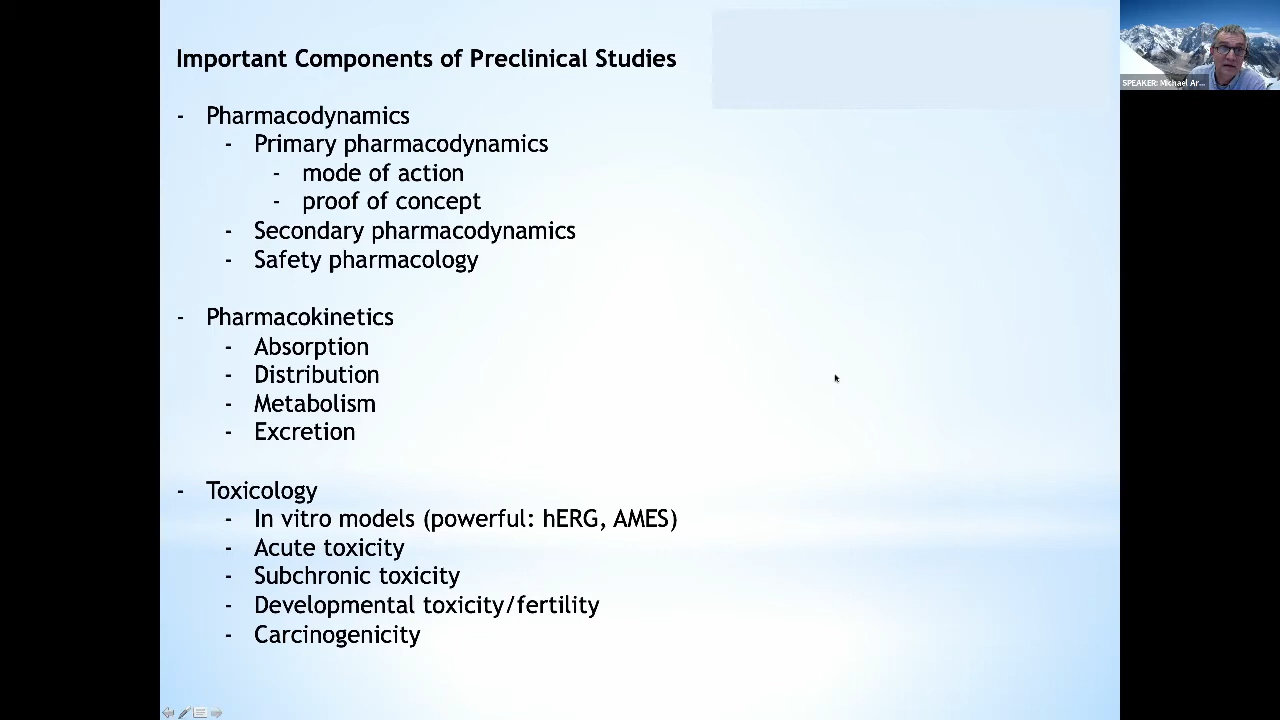 Important Components of Preclinical Studies
SPEAKER: Michael Ar...
- Pharmacodynamics
- Primary pharmacodynamics
- mode of action
- proof of concept
- Secondary pharmacodynamics
- Safety pharmacology
- Pharmacokinetics
- Absorption
- Distribution
- Metabolism
- Excretion
- Toxicology
- In vitro models (powerful: hERG, AMES)
- Acute toxicity
- Subchronic toxicity
- Developmental toxicity/fertility
- Carcinogenicity